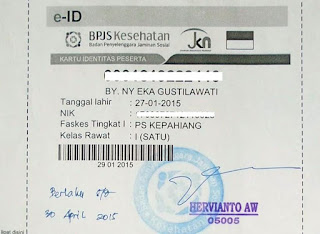 e-ID
BPJS Kesehatan
Badan Penyelenggara Jaminan Sosial
jkn
KARTU IDENTITAS PESERTA
BY. NY EKA GUSTILAWATI
Tanggal lahir : 27-01-2015
NIK :
Faskes Tingkat I : PS KEPAHIANG
Kelas Rawat : I (SATU)
29 01 2015
Berlaku s/d
30 April 2015
HERVIANTO AW
05005